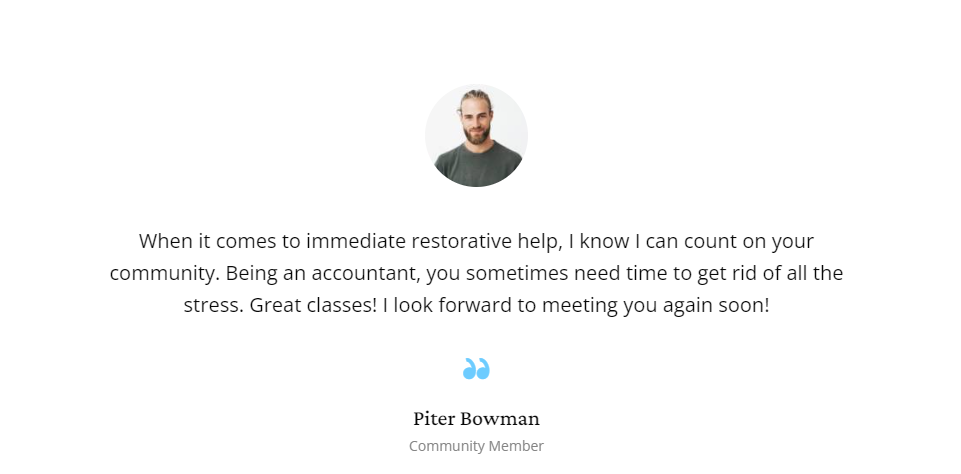 When it comes to immediate restorative help, I know I can count on your
community. Being an accountant, you sometimes need time to get rid of all the
stress. Great classes! I look forward to meeting you again soon!
Piter Bowman
Community Member